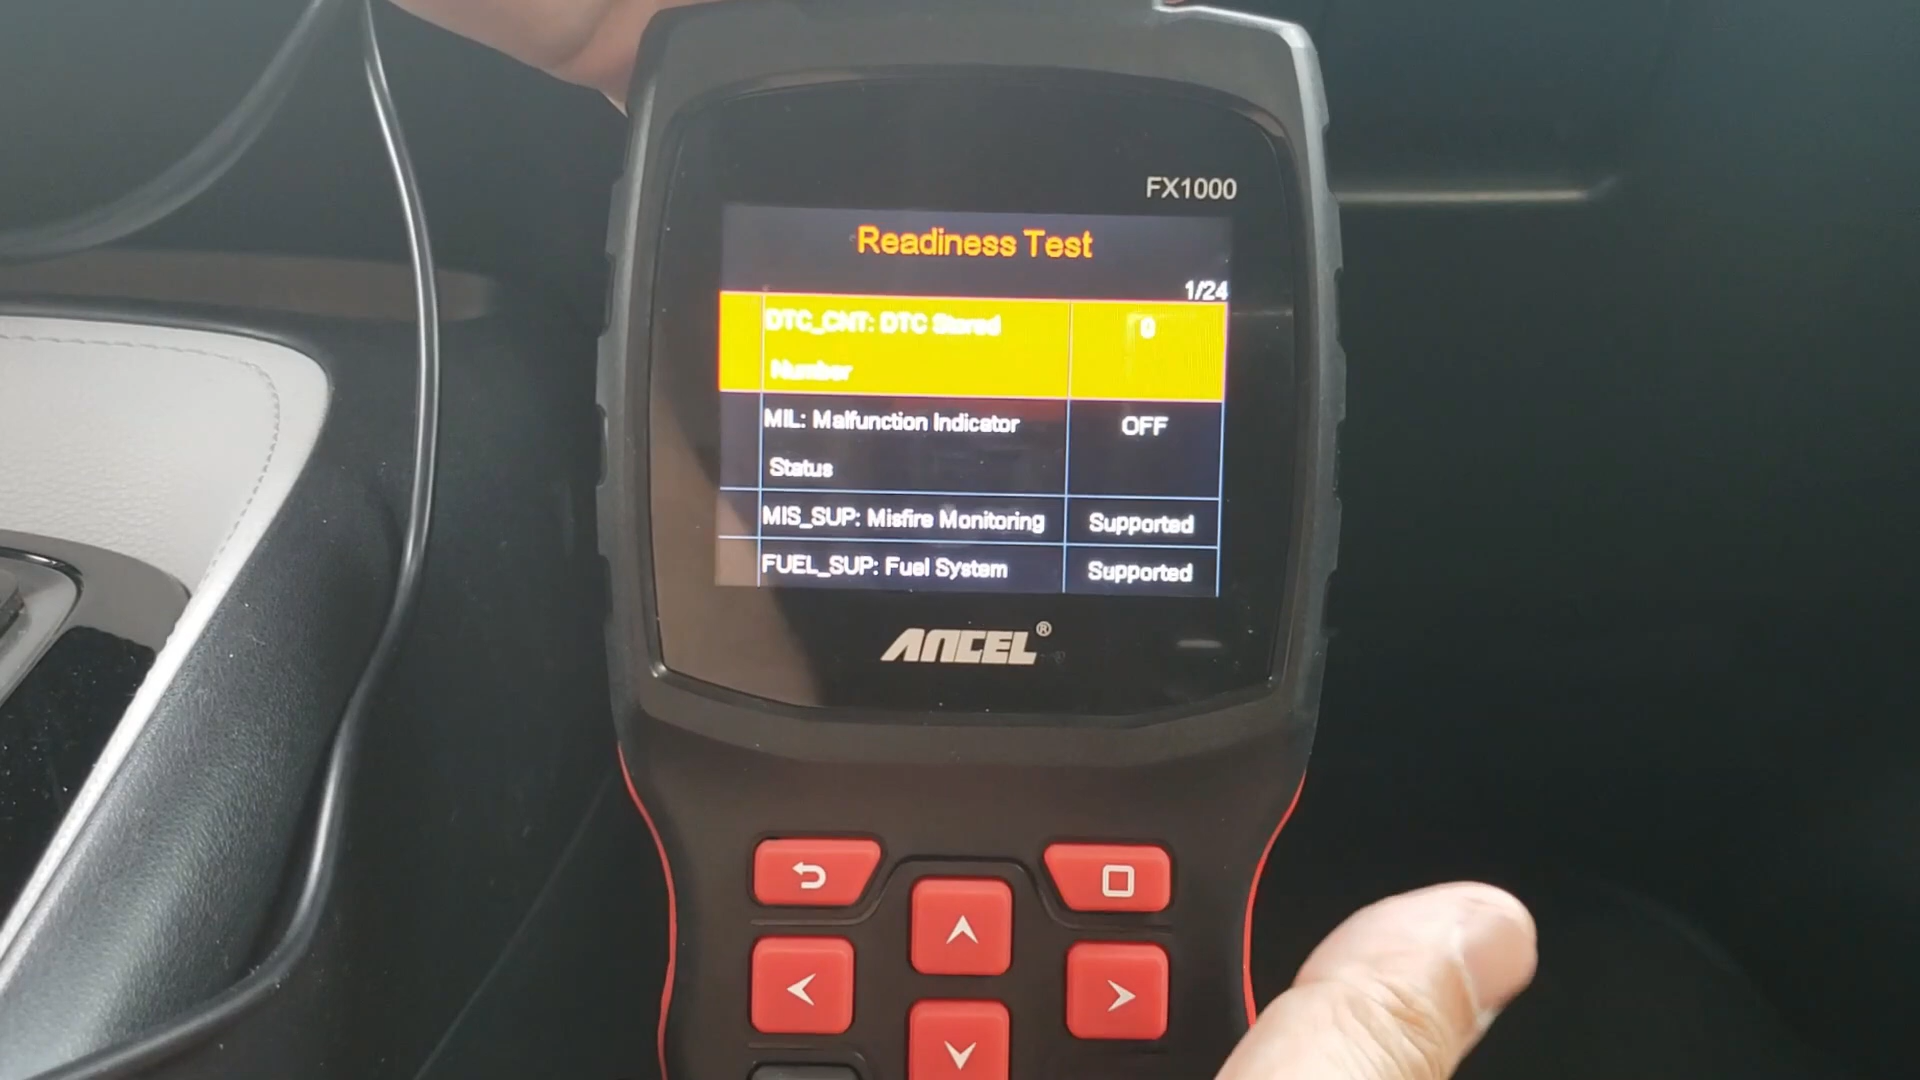 FX1000
Readiness Test
1/24
DTC_CNT: DTC Stored 0
Number
MIL: Malfunction Indicator OFF
Status
MIS_SUP: Misfire Monitoring Supported
FUEL_SUP: Fuel System Supported
ANCEL®